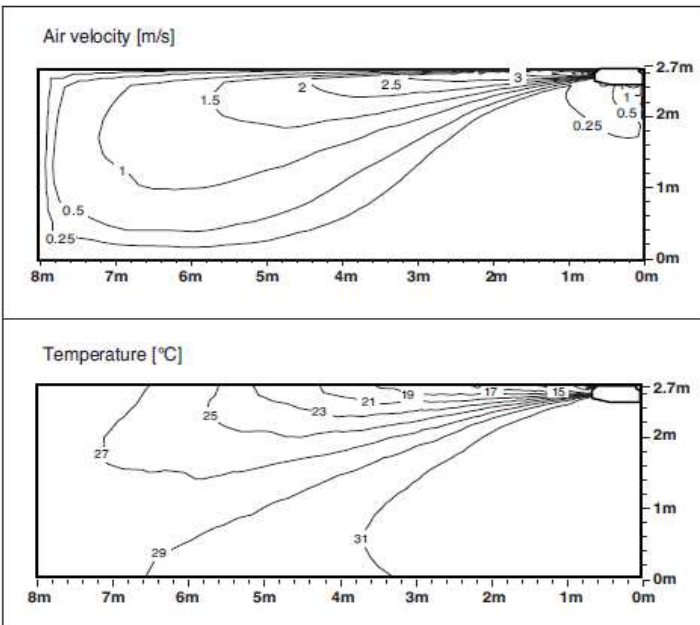 Air velocity [m/s]
2.7m
3
2.5
2
1.5
1
0.5
0.25
1
0.5
0.25
2m
1m
0m
8m 7m 6m 5m 4m 3m 2m 1m 0m
Temperature [°C]
2.7m
15
17
19
21
23
25
27
29
31
2m
1m
0m
8m 7m 6m 5m 4m 3m 2m 1m 0m